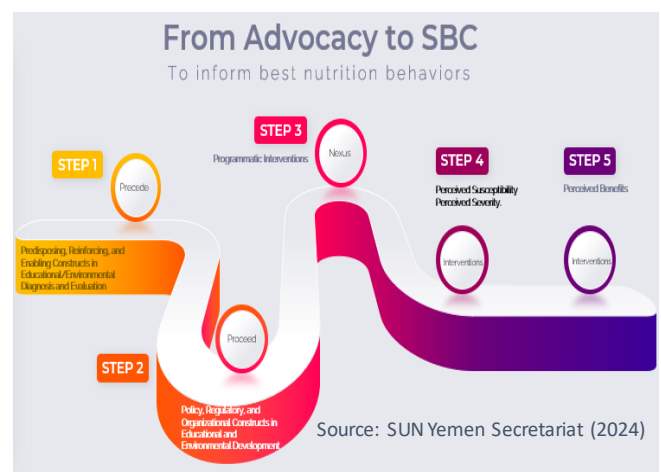 From Advocacy to SBC
To inform best nutrition behaviors
STEP 1
Precede
Predisposing, Reinforcing, and
Enabling Constructs in
Educational/Environmental
Diagnosis and Evaluation
STEP 2
Proceed
Policy, Regulatory, and
Organizational Constructs in
Educational and
Environmental Development
STEP 3
Programmatic Interventions
Nexus
STEP 4
Perceived Susceptibility
Perceived Severity.
Interventions
STEP 5
Perceived Benefits
Interventions
Source: SUN Yemen Secretariat (2024)